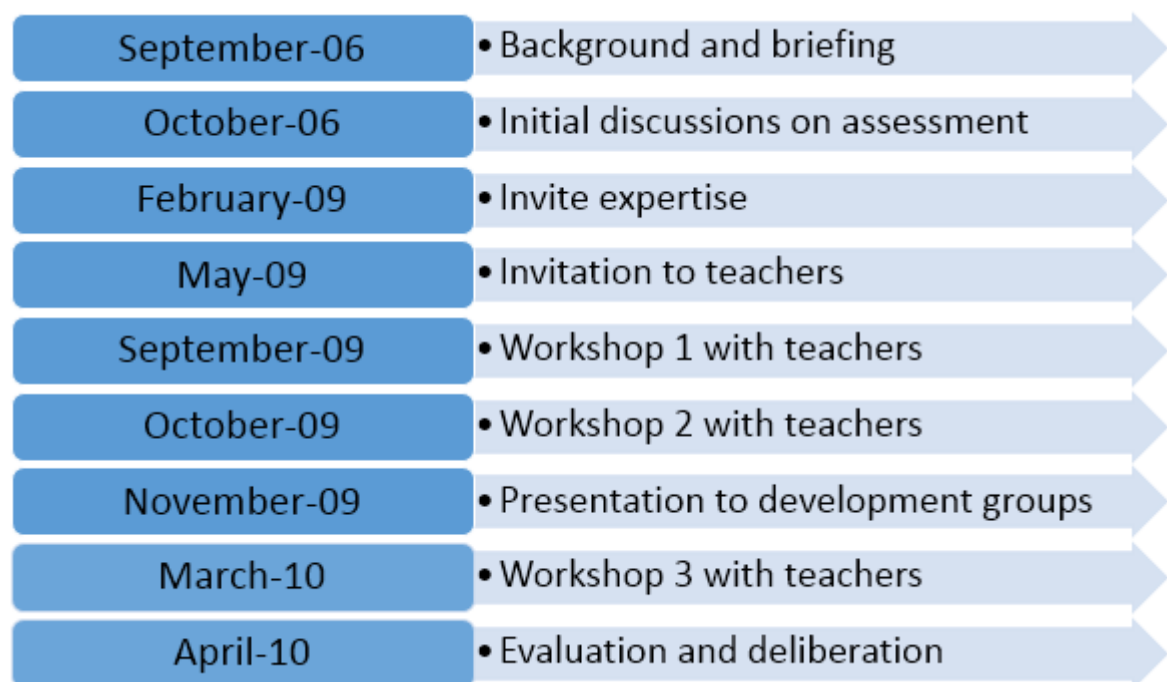 September-06 • Background and briefing
October-06 • Initial discussions on assessment
February-09 • Invite expertise
May-09 • Invitation to teachers
September-09 • Workshop 1 with teachers
October-09 • Workshop 2 with teachers
November-09 • Presentation to development groups
March-10 • Workshop 3 with teachers
April-10 • Evaluation and deliberation